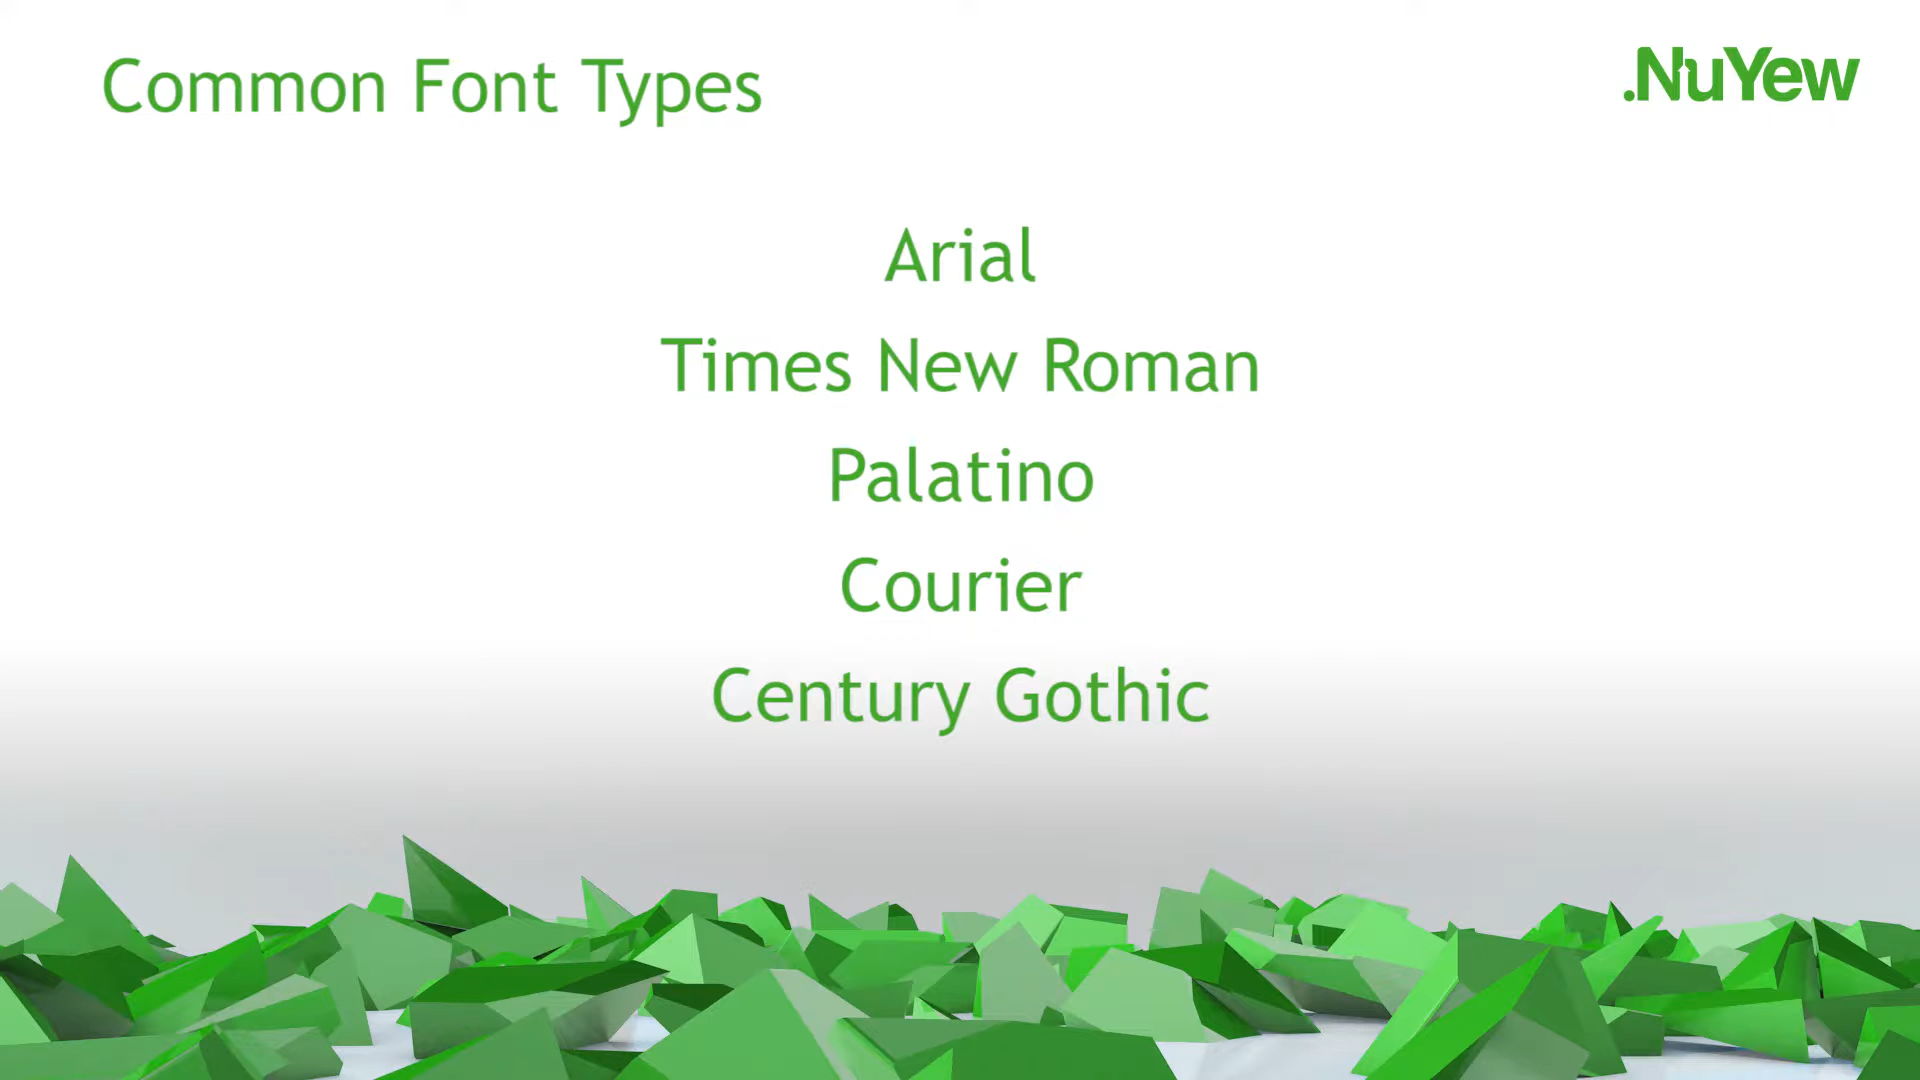 Common Font Types
.NuYew
Arial
Times New Roman
Palatino
Courier
Century Gothic